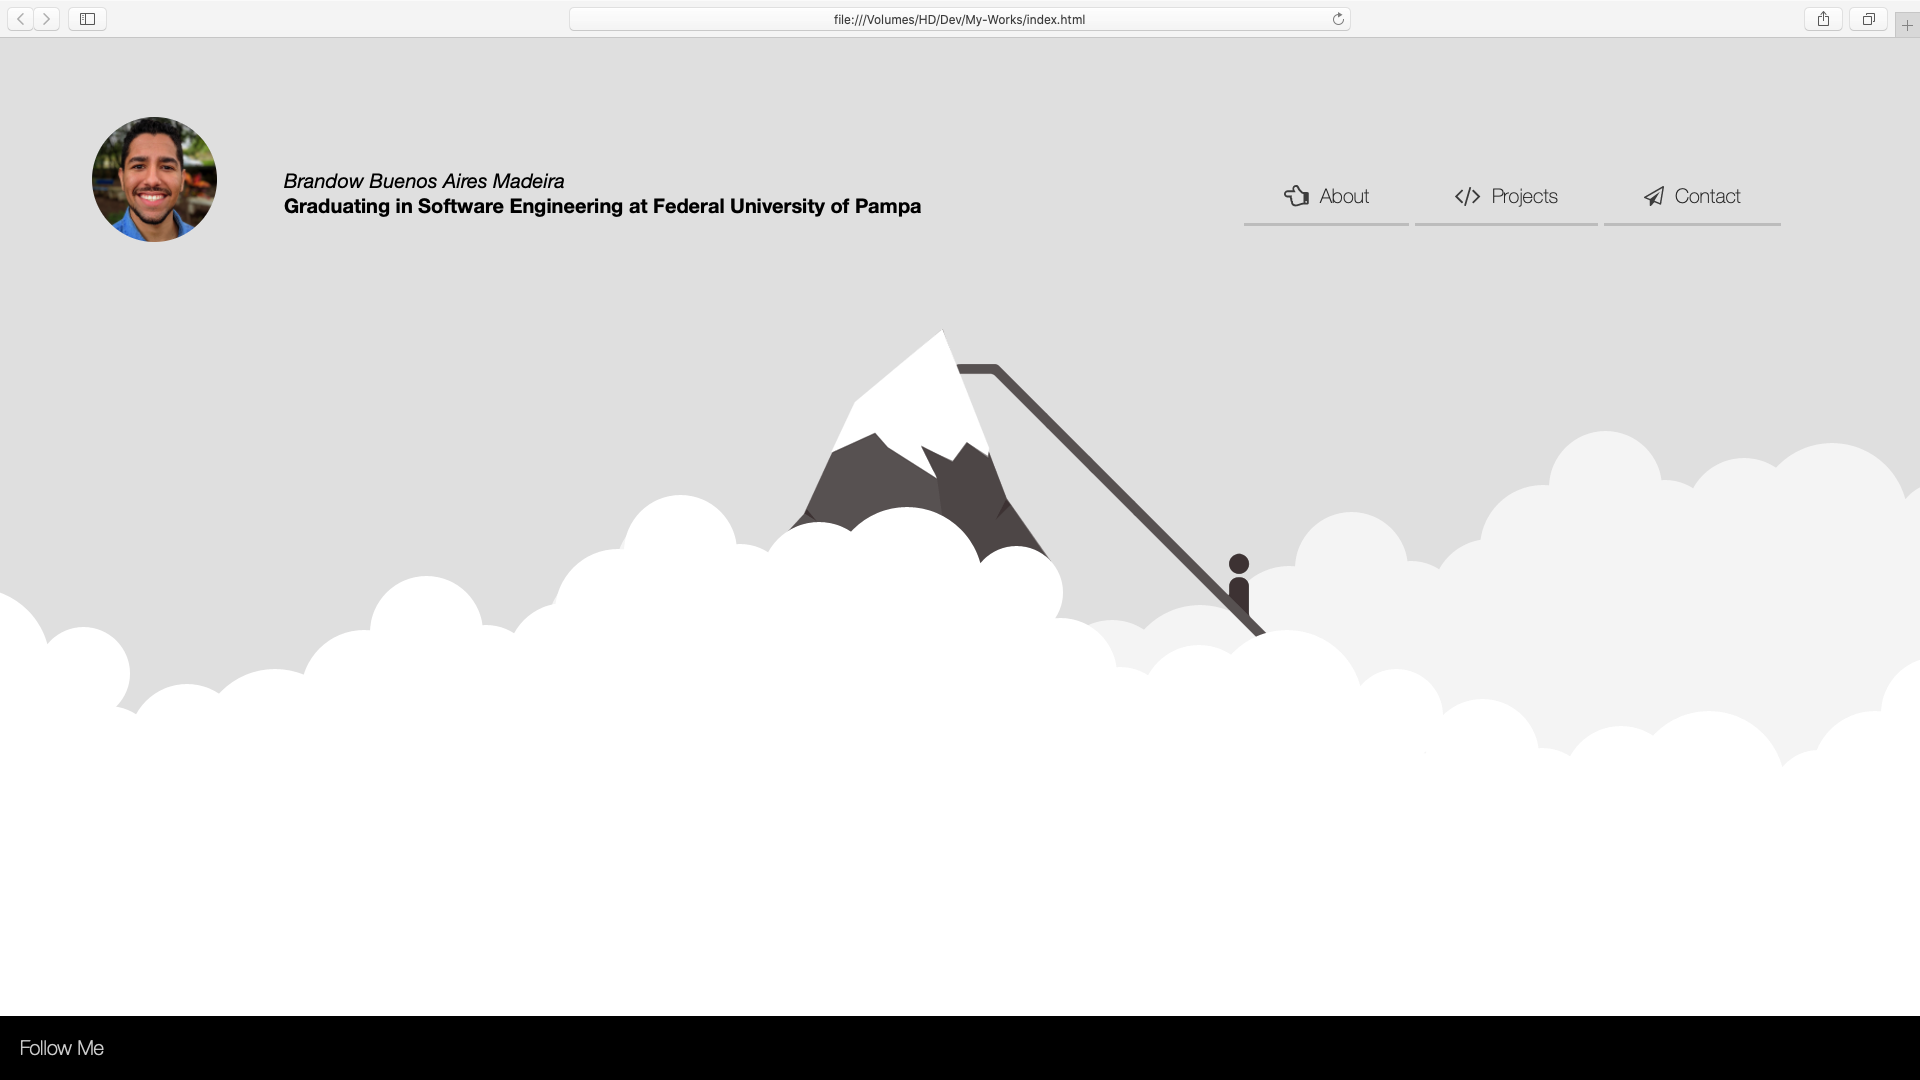 file:///Volumes/HD/Dev/My-Works/index.html
Brandow Buenos Aires Madeira
Graduating in Software Engineering at Federal University of Pampa
About
Projects
Contact
Follow Me